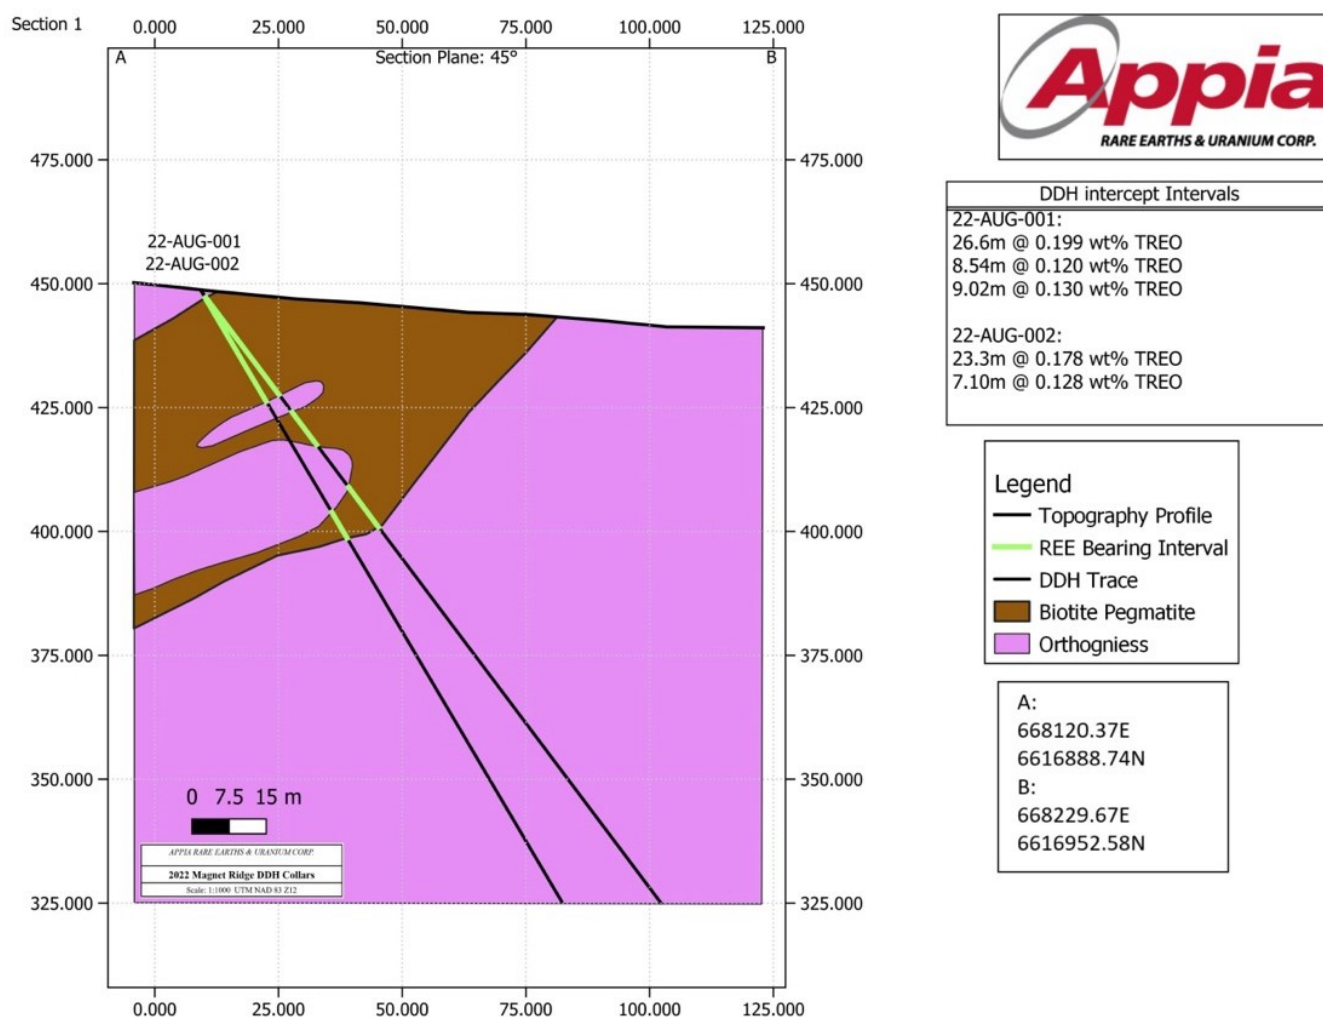 Section 1
0.000 25.000 50.000 75.000 100.000 125.000
A Section Plane: 45° B
475.000 475.000
22-AUG-001
22-AUG-002
450.000 450.000
425.000 425.000
400.000 400.000
375.000 375.000
350.000 350.000
0 7.5 15 m
APPIA RARE EARTHS & URANIUM CORP.
2022 Magnet Ridge DDH Collars
Scale: 1:1000 UTM NAD 83 Z12
325.000 325.000
0.000 25.000 50.000 75.000 100.000 125.000
Appia
RARE EARTHS & URANIUM CORP.
DDH intercept Intervals
22-AUG-001:
26.6m @ 0.199 wt% TREO
8.54m @ 0.120 wt% TREO
9.02m @ 0.130 wt% TREO
22-AUG-002:
23.3m @ 0.178 wt% TREO
7.10m @ 0.128 wt% TREO
Legend
Topography Profile
REE Bearing Interval
DDH Trace
Biotite Pegmatite
Orthogniess
A:
668120.37E
6616888.74N
B:
668229.67E
6616952.58N